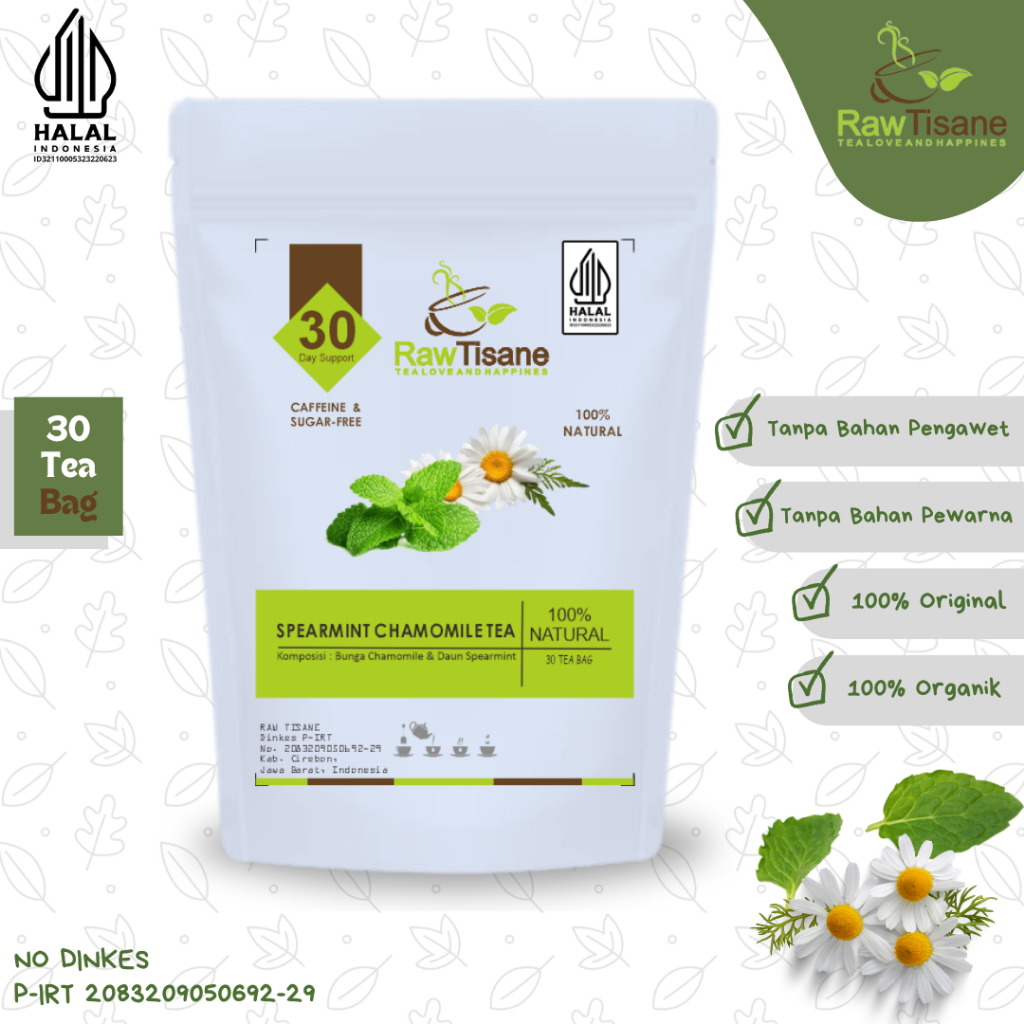 HALAL
INDONESIA
ID32110005323220623
RawTisane
TEALOVEANDHAPPINES
30
Day Support
RawTisane
TEALOVEANDHAPPINES
HALAL
INDONESIA
CAFFEINE &
SUGAR-FREE
100%
NATURAL
30
Tea
Bag
Tanpa Bahan Pengawet
Tanpa Bahan Pewarna
100% Original
100% Organik
SPEARMINT CHAMOMILE TEA
Komposisi : Bunga Chamomile & Daun Spearmint
100%
NATURAL
30 TEA BAG
RAW TISANE
Dinkes P-IRT
No. 2083209050692-29
Kab. Cirebon,
Jawa Barat, Indonesia
NO DINKES
P-IRT 2083209050692-29